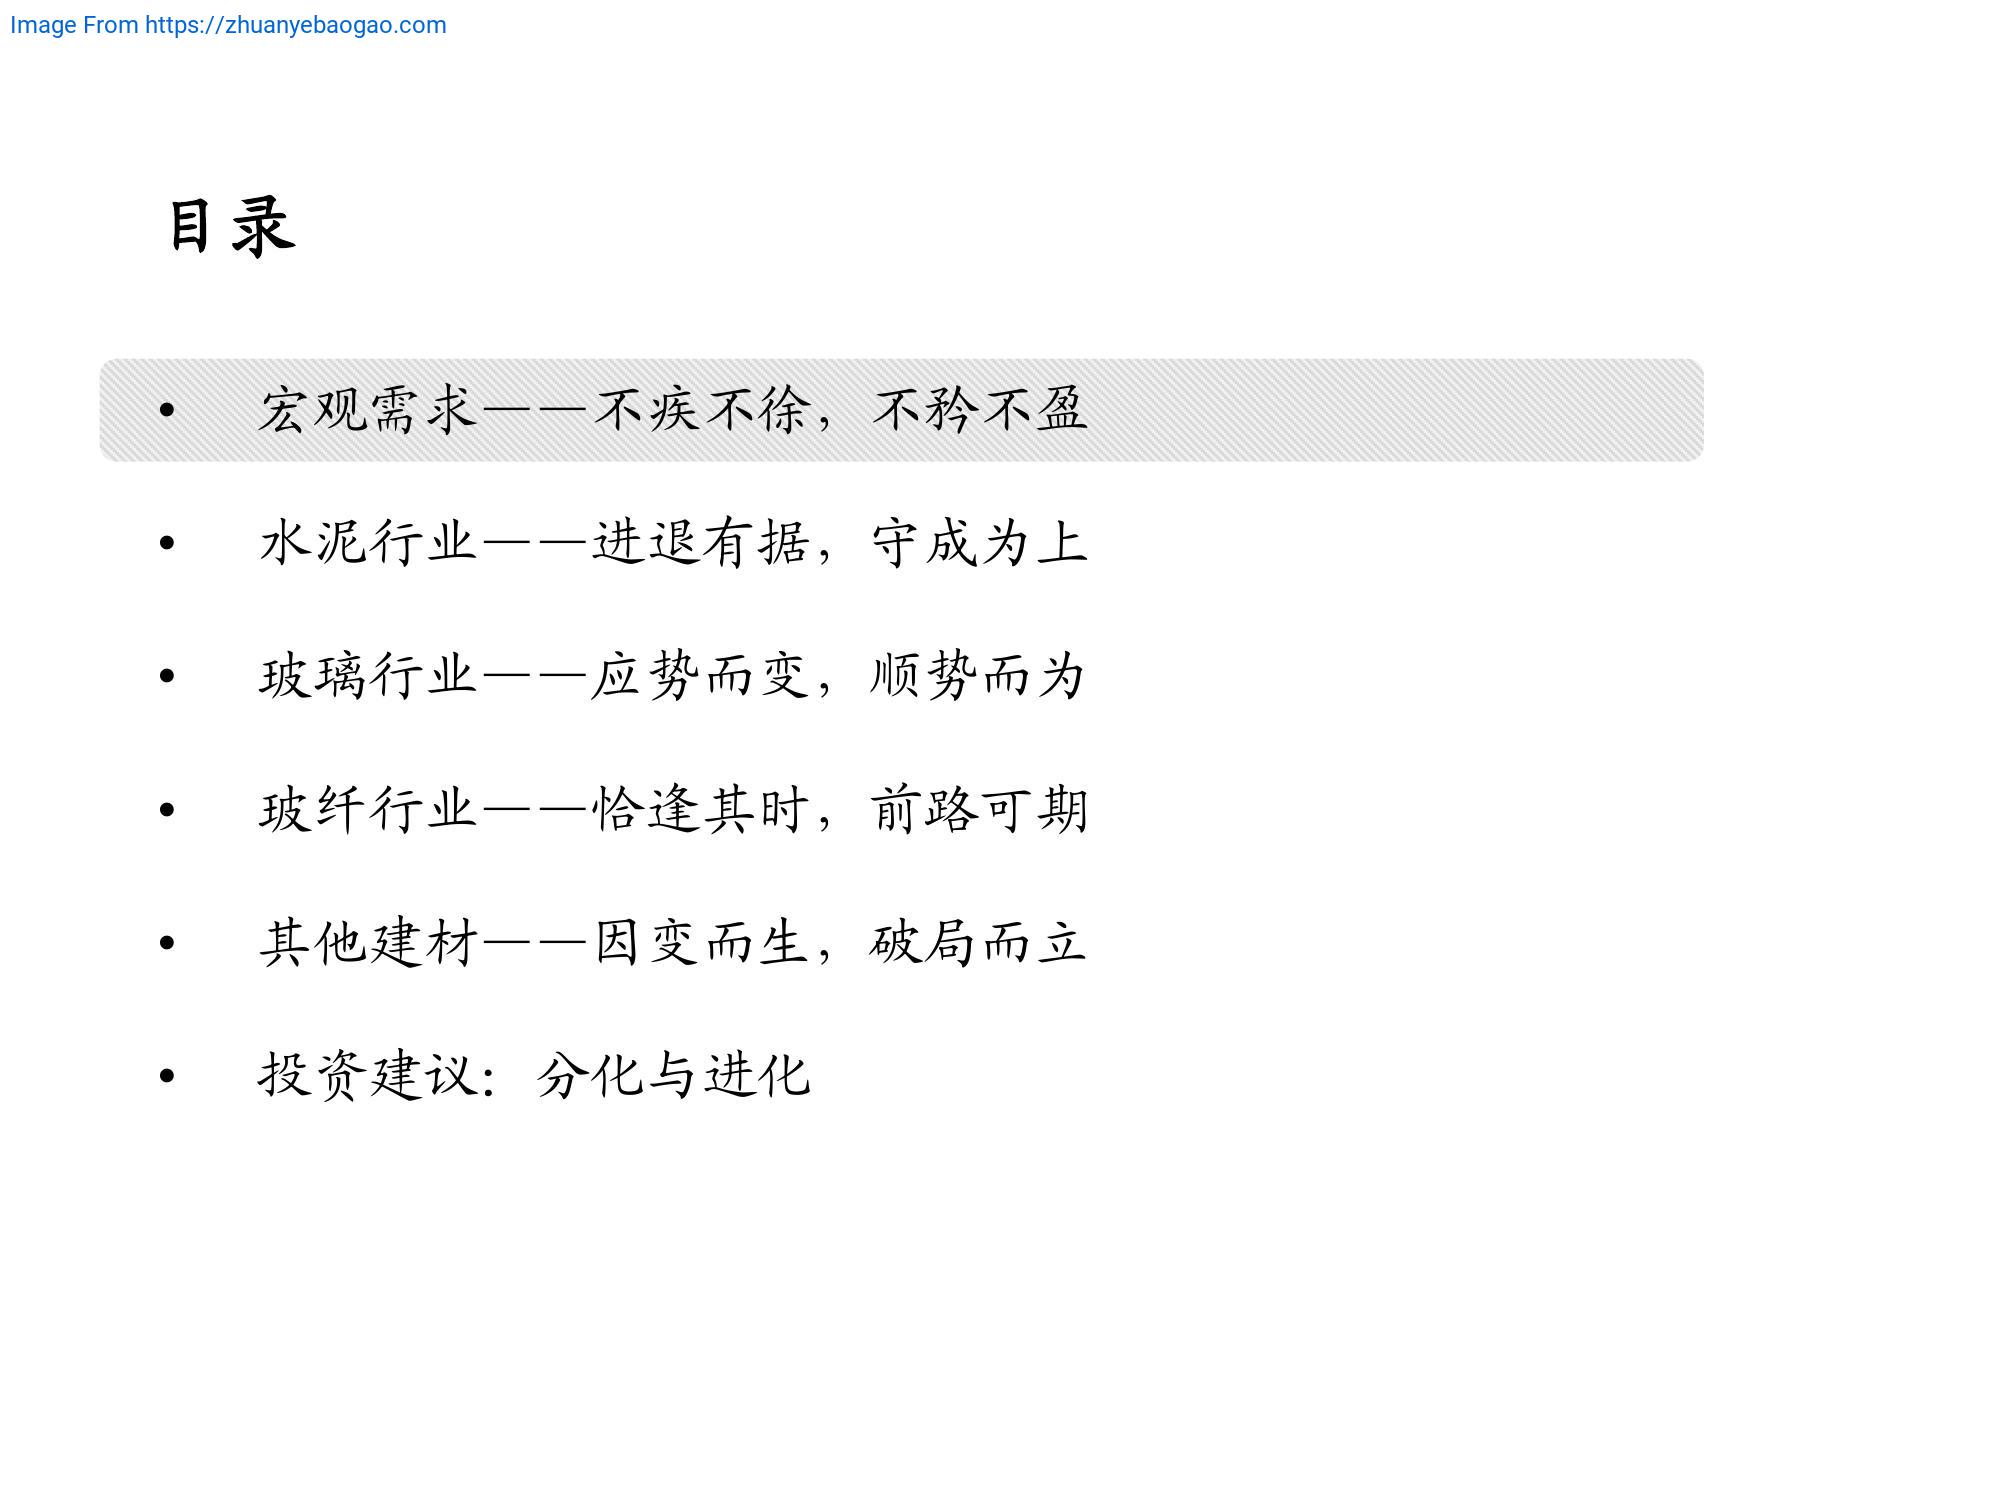 Image From https://zhuanyebaogao.com
目录
• 宏观需求——不疾不徐，不矜不盈
• 水泥行业——进退有据，守成为上
• 玻璃行业——应势而变，顺势而为
• 玻纤行业——恰逢其时，前路可期
• 其他建材——因变而生，破局而立
• 投资建议：分化与进化